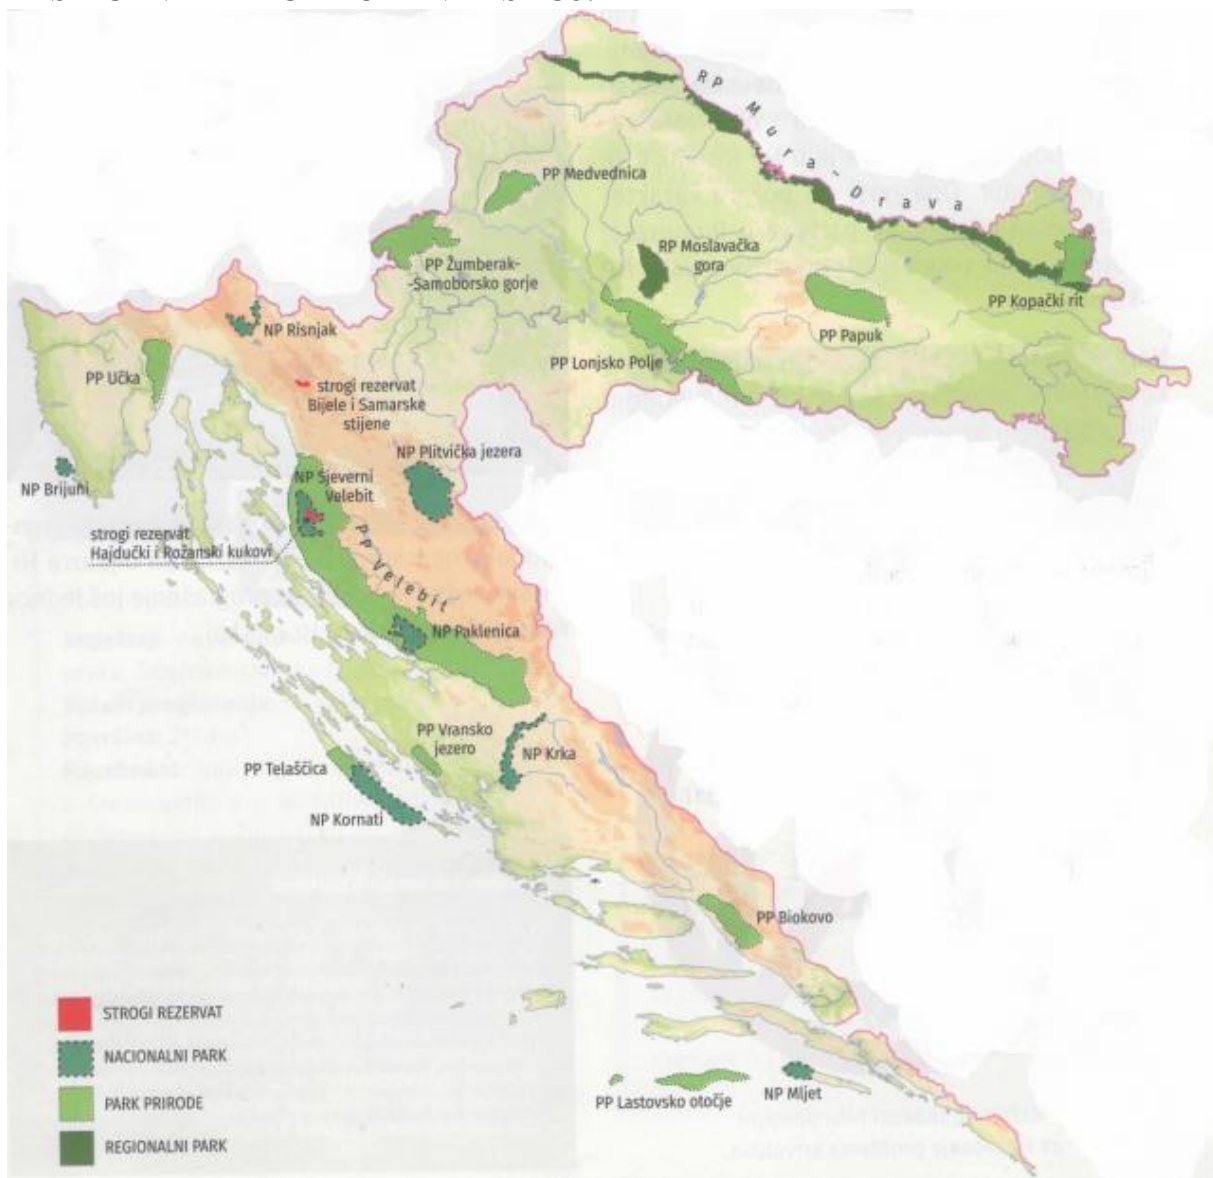 RP Mura-Drava
PP Medvednica
RP Moslavačka
gora
PP Žumberak-
-Samoborsko gorje
PP Kopački rit
NP Risnjak
PP Papuk
PP Lonjsko Polje
PP Učka
strogi rezervat
Bijele i Samarske
stijene
NP Plitvička jezera
NP Sjeverni
Velebit
NP Brijuni
strogi rezervat
Hajdučki i Rožanski kukovi
PP Velebit
NP Paklenica
PP Vransko
jezero
NP Krka
PP Telaščica
NP Kornati
PP Biokovo
STROGI REZERVAT
NACIONALNI PARK
PARK PRIRODE
REGIONALNI PARK
PP Lastovsko otočje
NP Mljet